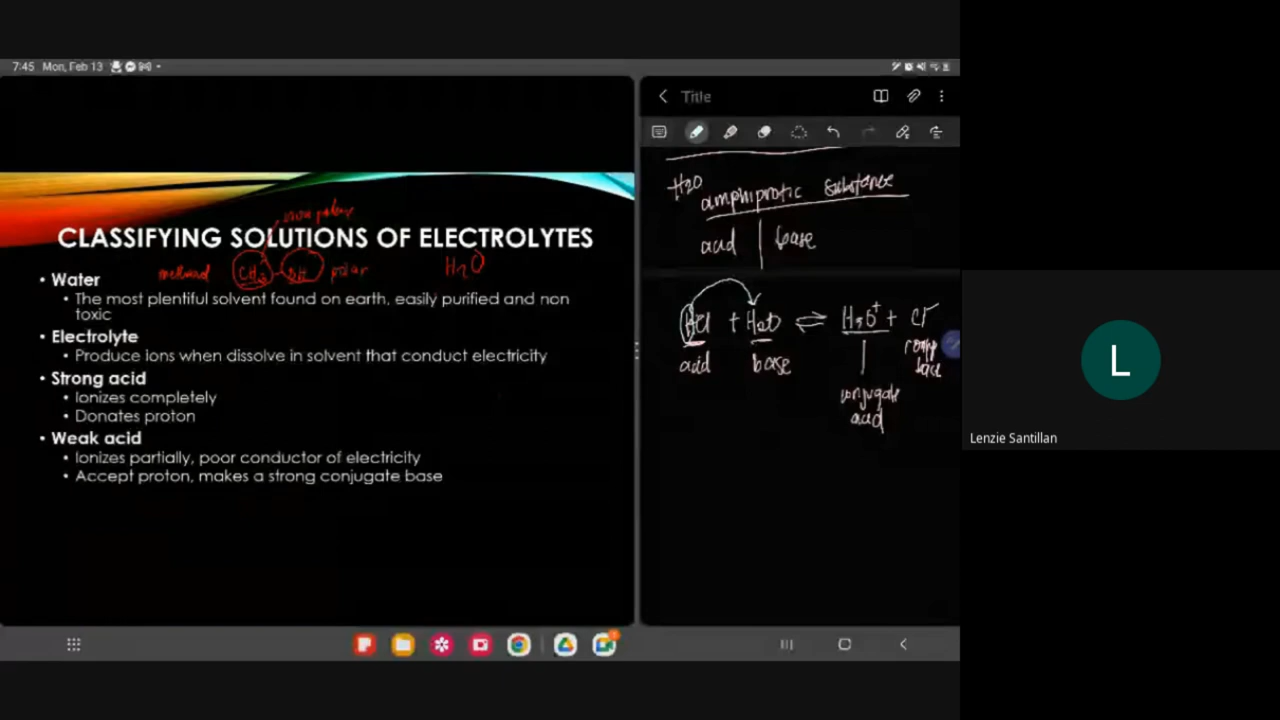 7:45 Mon, Feb 13
Title
non polar
CLASSIFYING SOLUTIONS OF ELECTROLYTES
CH3 - OH polar H2O
• Water
• The most plentiful solvent found on earth, easily purified and non
toxic
• Electrolyte
• Produce ions when dissolve in solvent that conduct electricity
• Strong acid
• Ionizes completely
• Donates proton
• Weak acid
• Ionizes partially, poor conductor of electricity
• Accept proton, makes a strong conjugate base
H2O
amphiprotic substance
acid | base
HCl + H2O ⇌ H3O+ + Cl-
acid base
conjugate
acid
L
Lenzie Santillan